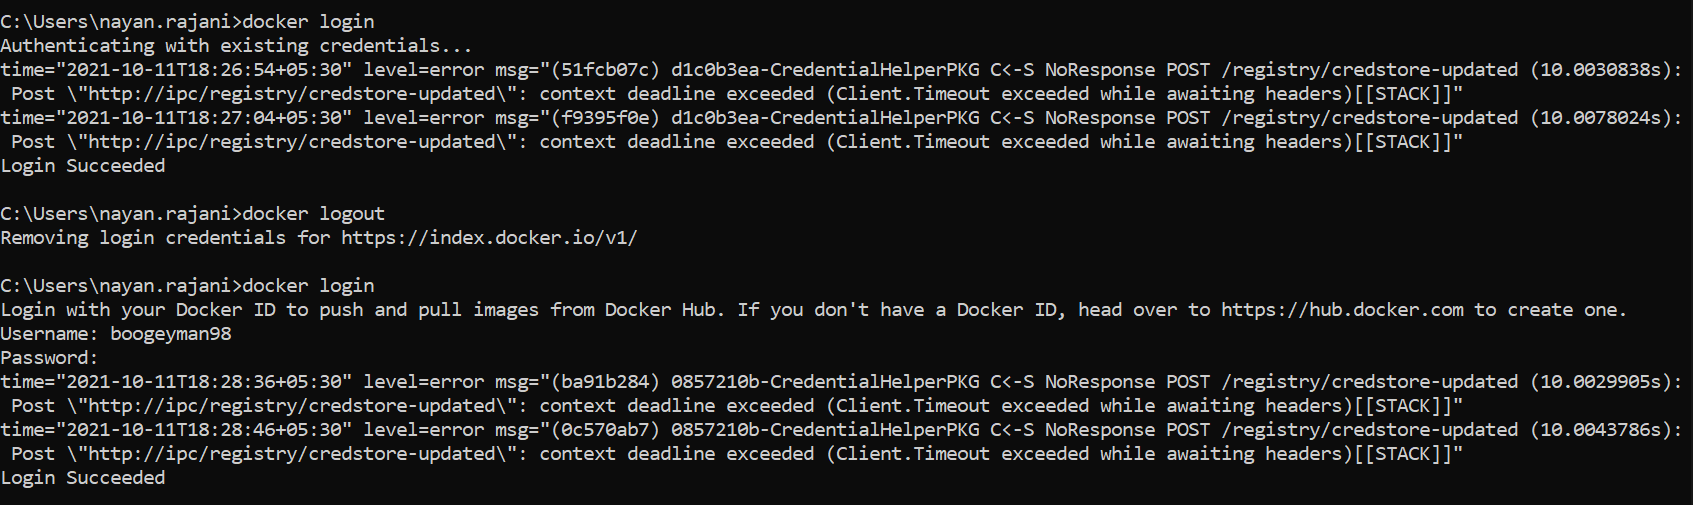 C:\Users\nayan.rajani>docker login
Authenticating with existing credentials...
time="2021-10-11T18:26:54+05:30" level=error msg="(51fcb07c) d1c0b3ea-CredentialHelperPKG C<-S NoResponse POST /registry/credstore-updated (10.0030838s):
 Post \"http://ipc/registry/credstore-updated\": context deadline exceeded (Client.Timeout exceeded while awaiting headers)[[STACK]]"
time="2021-10-11T18:27:04+05:30" level=error msg="(f9395f0e) d1c0b3ea-CredentialHelperPKG C<-S NoResponse POST /registry/credstore-updated (10.0078024s):
 Post \"http://ipc/registry/credstore-updated\": context deadline exceeded (Client.Timeout exceeded while awaiting headers)[[STACK]]"
Login Succeeded
C:\Users\nayan.rajani>docker logout
Removing login credentials for https://index.docker.io/v1/
C:\Users\nayan.rajani>docker login
Login with your Docker ID to push and pull images from Docker Hub. If you don't have a Docker ID, head over to https://hub.docker.com to create one.
Username: boogeyman98
Password:
time="2021-10-11T18:28:36+05:30" level=error msg="(ba91b284) 0857210b-CredentialHelperPKG C<-S NoResponse POST /registry/credstore-updated (10.0029905s):
 Post \"http://ipc/registry/credstore-updated\": context deadline exceeded (Client.Timeout exceeded while awaiting headers)[[STACK]]"
time="2021-10-11T18:28:46+05:30" level=error msg="(0c570ab7) 0857210b-CredentialHelperPKG C<-S NoResponse POST /registry/credstore-updated (10.0043786s):
 Post \"http://ipc/registry/credstore-updated\": context deadline exceeded (Client.Timeout exceeded while awaiting headers)[[STACK]]"
Login Succeeded